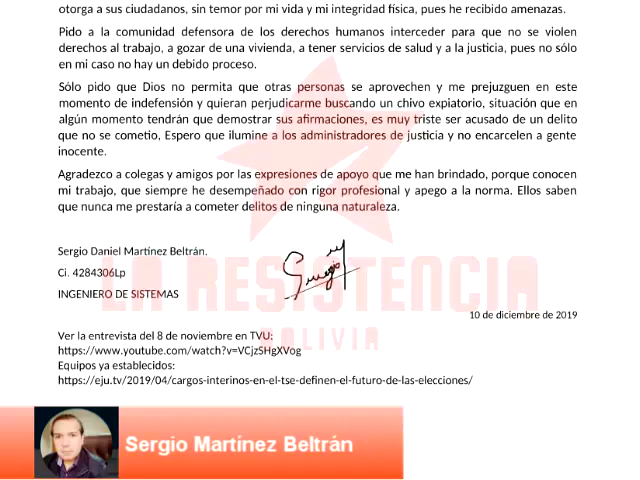 otorga a sus ciudadanos, sin temor por mi vida y mi integridad física, pues he recibido amenazas.
Pido a la comunidad defensora de los derechos humanos interceder para que no se violen
derechos al trabajo, a gozar de una vivienda, a tener servicios de salud y a la justicia, pues no sólo
en mi caso no hay un debido proceso.
Sólo pido que Dios no permita que otras personas se aprovechen y me prejuzguen en este
momento de indefensión y quieran perjudicarme buscando un chivo expiatorio, situación que en
algún momento tendrán que demostrar sus afirmaciones, es muy triste ser acusado de un delito
que no se cometio, Espero que ilumine a los administradores de justicia y no encarcelen a gente
inocente.
Agradezco a colegas y amigos por las expresiones de apoyo que me han brindado, porque conocen
mi trabajo, que siempre he desempeñado con rigor profesional y apego a la norma. Ellos saben
que nunca me prestaría a cometer delitos de ninguna naturaleza.
Sergio Daniel Martínez Beltrán.
Ci. 4284306Lp
INGENIERO DE SISTEMAS
Sergio
LA RESISTENCIA
BOLIVIA
10 de diciembre de 2019
Ver la entrevista del 8 de noviembre en TVU:
https://www.youtube.com/watch?v=VCjzSHgXVog
Equipos ya establecidos:
https://eju.tv/2019/04/cargos-interinos-en-el-tse-definen-el-futuro-de-las-elecciones/
Sergio Martínez Beltrán